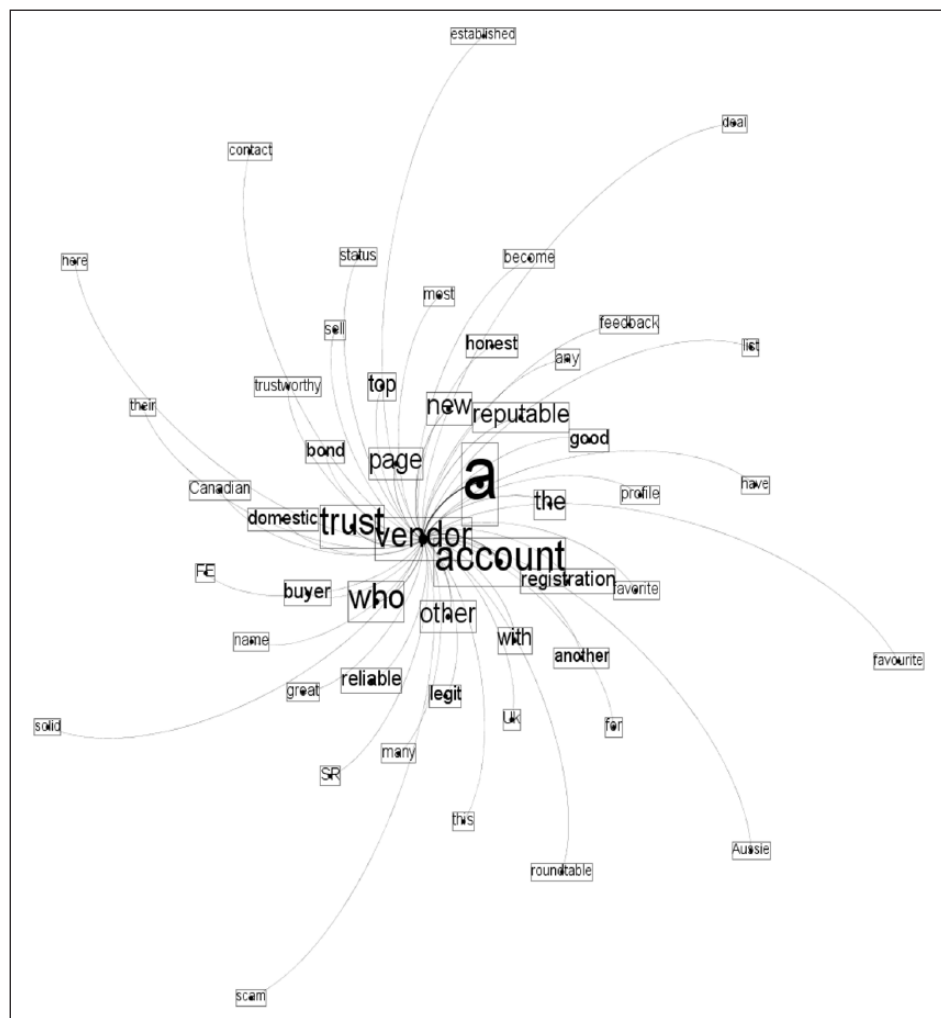 established
deal
contact
here
status
become
most
feedback
sell
honest
list
any
trustworthy
top
their
new
reputable
good
bond
page
a
have
Canadian
profile
the
domestic
trust
vendor
account
FE
registration
favorite
buyer
who
other
name
with
another
favourite
reliable
great
legit
Uk
solid
for
many
SR
this
Aussie
roundtable
scam